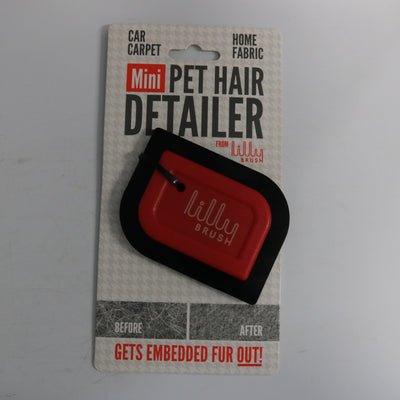 CAR CARPET
HOME FABRIC
Mini PET HAIR
DETAILER
FROM lilly BRUSH
lilly
BRUSH
BEFORE
AFTER
GETS EMBEDDED FUR OUT!